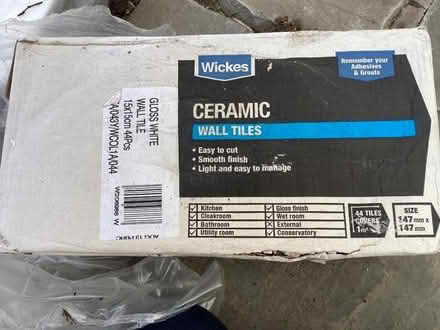 Wickes
Remember your
Adhesives
& Grouts
CERAMIC
WALL TILES
• Easy to cut
• Smooth finish
• Light and easy to manage
Kitchen
Cloakroom
Bathroom
Utility room
Gloss finish
Wet room
External
Conservatory
44 TILES
COVERS
SIZE
147mm x
147mm
GLOSS WHITE
WALL TILE
15x15cm 44Pcs